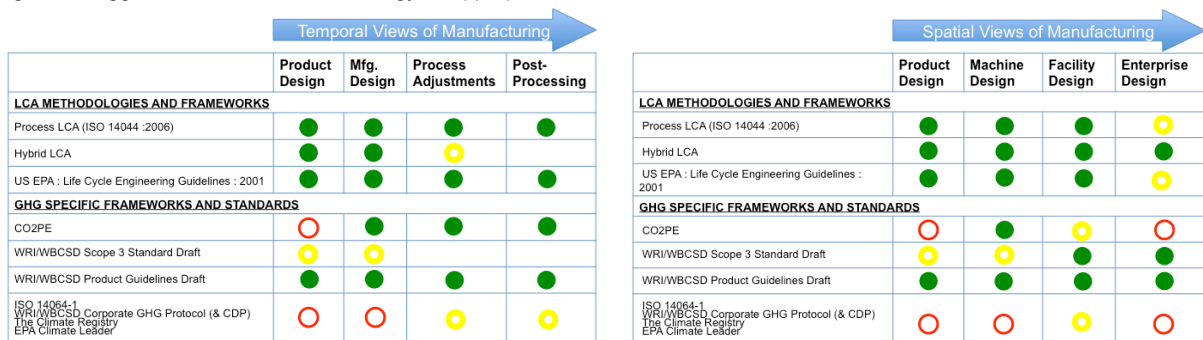 Temporal Views of Manufacturing
Product Design
Mfg. Design
Process Adjustments
Post-Processing
LCA METHODOLOGIES AND FRAMEWORKS
Process LCA (ISO 14044 :2006)
Hybrid LCA
US EPA : Life Cycle Engineering Guidelines : 2001
GHG SPECIFIC FRAMEWORKS AND STANDARDS
CO2PE
WRI/WBCSD Scope 3 Standard Draft
WRI/WBCSD Product Guidelines Draft
ISO 14064-1
WRI/WBCSD Corporate GHG Protocol (& CDP)
The Climate Registry
EPA Climate Leader
Spatial Views of Manufacturing
Product Design
Machine Design
Facility Design
Enterprise Design
LCA METHODOLOGIES AND FRAMEWORKS
Process LCA (ISO 14044 :2006)
Hybrid LCA
US EPA : Life Cycle Engineering Guidelines :
2001
GHG SPECIFIC FRAMEWORKS AND STANDARDS
CO2PE
WRI/WBCSD Scope 3 Standard Draft
WRI/WBCSD Product Guidelines Draft
ISO 14064-1
WRI/WBCSD Corporate GHG Protocol (& CDP)
The Climate Registry
EPA Climate Leader